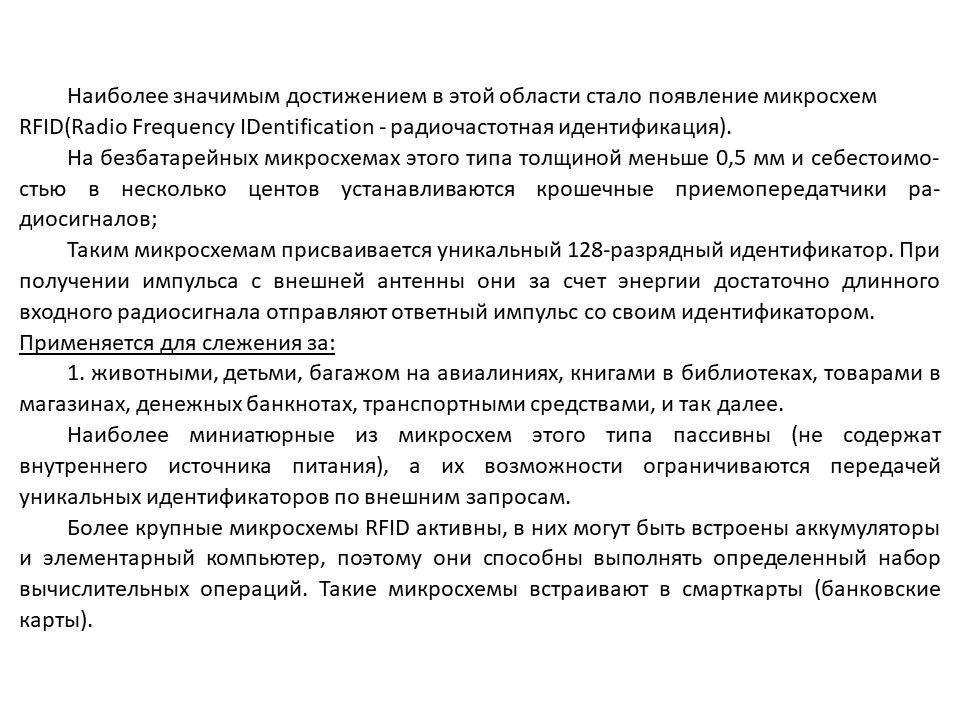 Наиболее значимым достижением в этой области стало появление микросхем
RFID(Radio Frequency IDentification - радиочастотная идентификация).
На безбатарейных микросхемах этого типа толщиной меньше 0,5 мм и себестоимо-
стью в несколько центов устанавливаются крошечные приемопередатчики ра-
диосигналов;
Таким микросхемам присваивается уникальный 128-разрядный идентификатор. При
получении импульса с внешней антенны они за счет энергии достаточно длинного
входного радиосигнала отправляют ответный импульс со своим идентификатором.
Применяется для слежения за:
1. животными, детьми, багажом на авиалиниях, книгами в библиотеках, товарами в
магазинах, денежных банкнотах, транспортными средствами, и так далее.
Наиболее миниатюрные из микросхем этого типа пассивны (не содержат
внутреннего источника питания), а их возможности ограничиваются передачей
уникальных идентификаторов по внешним запросам.
Более крупные микросхемы RFID активны, в них могут быть встроены аккумуляторы
и элементарный компьютер, поэтому они способны выполнять определенный набор
вычислительных операций. Такие микросхемы встраивают в смарткарты (банковские
карты).